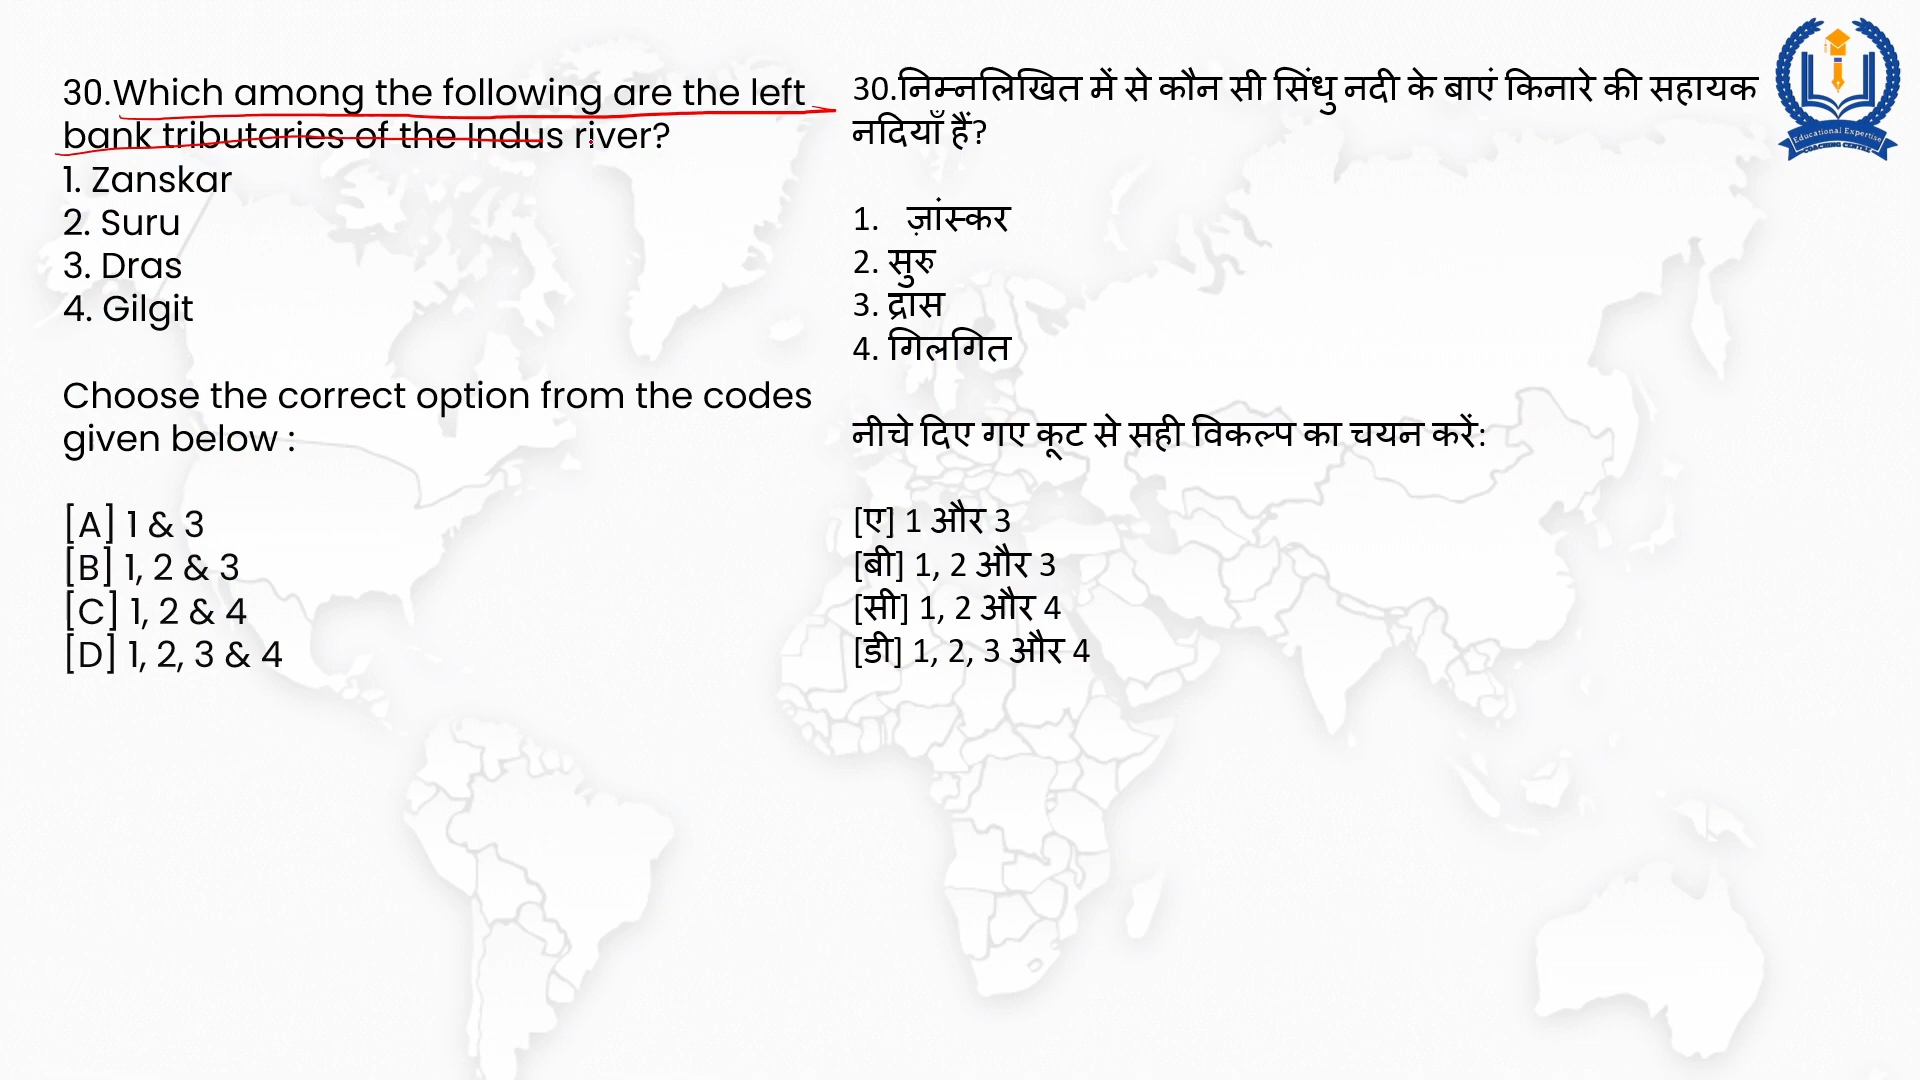 30.Which among the following are the left
bank tributaries of the Indus river?
1. Zanskar
2. Suru
3. Dras
4. Gilgit
Choose the correct option from the codes
given below :
[A] 1 & 3
[B] 1, 2 & 3
[C] 1, 2 & 4
[D] 1, 2, 3 & 4
30.निम्नलिखित में से कौन सी सिंधु नदी के बाएं किनारे की सहायक
नदियाँ हैं?
1. ज़ांस्कर
2. सुरु
3. द्रास
4. गिलगित
नीचे दिए गए कूट से सही विकल्प का चयन करें:
[ए] 1 और 3
[बी] 1, 2 और 3
[सी] 1, 2 और 4
[डी] 1, 2, 3 और 4
Educational Expertise
COACHING CENTRE